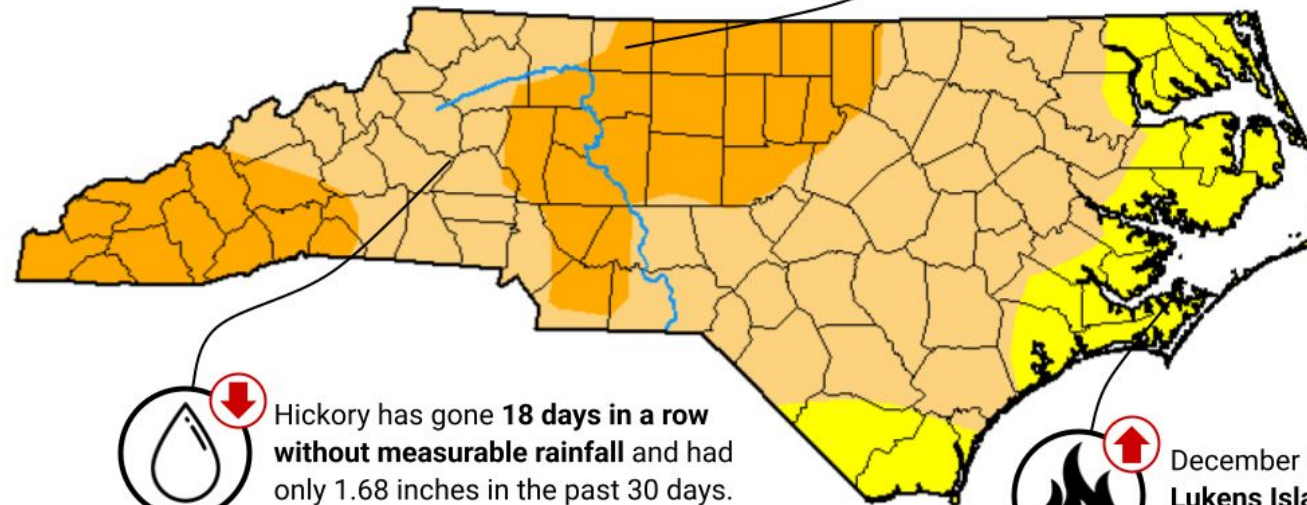 Hickory has gone 18 days in a row
without measurable rainfall and had
only 1.68 inches in the past 30 days.
December
Lukens